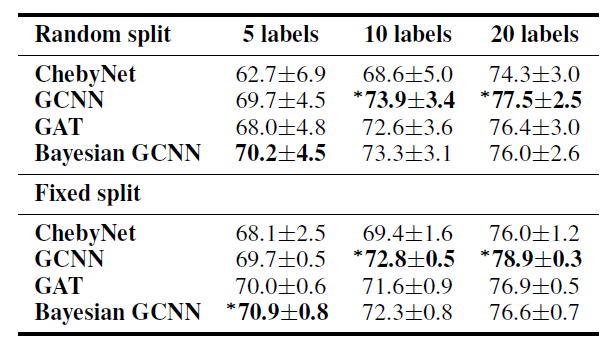 Random split 5 labels 10 labels 20 labels
ChebyNet 62.7±6.9 68.6±5.0 74.3±3.0
GCNN 69.7±4.5 *73.9±3.4 *77.5±2.5
GAT 68.0±4.8 72.6±3.6 76.4±3.0
Bayesian GCNN 70.2±4.5 73.3±3.1 76.0±2.6
Fixed split
ChebyNet 68.1±2.5 69.4±1.6 76.0±1.2
GCNN 69.7±0.5 *72.8±0.5 *78.9±0.3
GAT 70.0±0.6 71.6±0.9 76.9±0.5
Bayesian GCNN *70.9±0.8 72.3±0.8 76.6±0.7